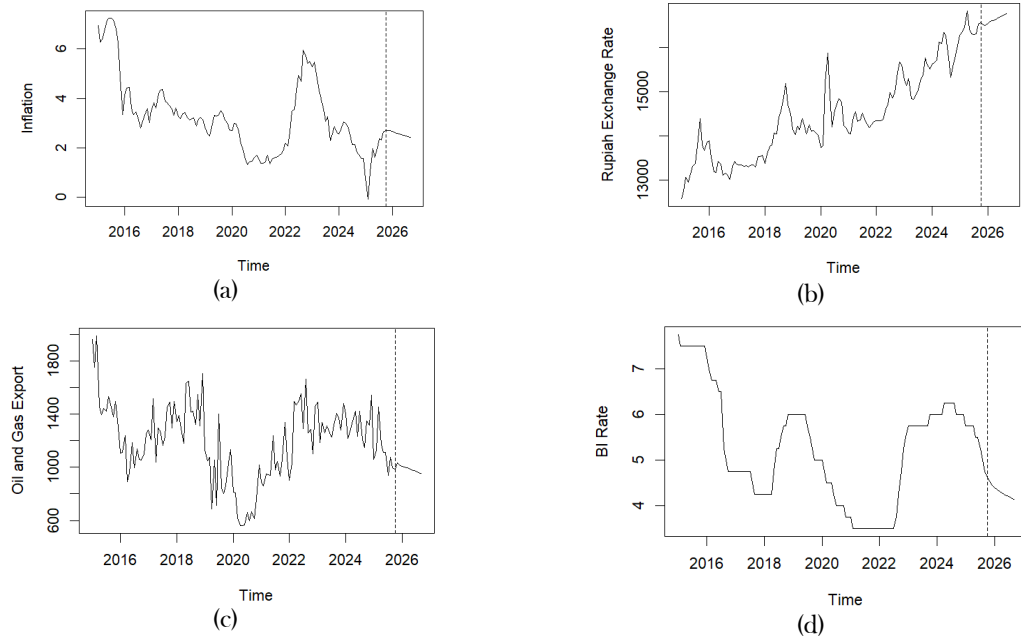 Inflation
0 2 4 6
2016 2018 2020 2022 2024 2026
Time
(a)
Rupiah Exchange Rate
13000 15000
2016 2018 2020 2022 2024 2026
Time
(b)
Oil and Gas Export
600 1000 1400 1800
2016 2018 2020 2022 2024 2026
Time
(c)
BI Rate
4 5 6 7
2016 2018 2020 2022 2024 2026
Time
(d)